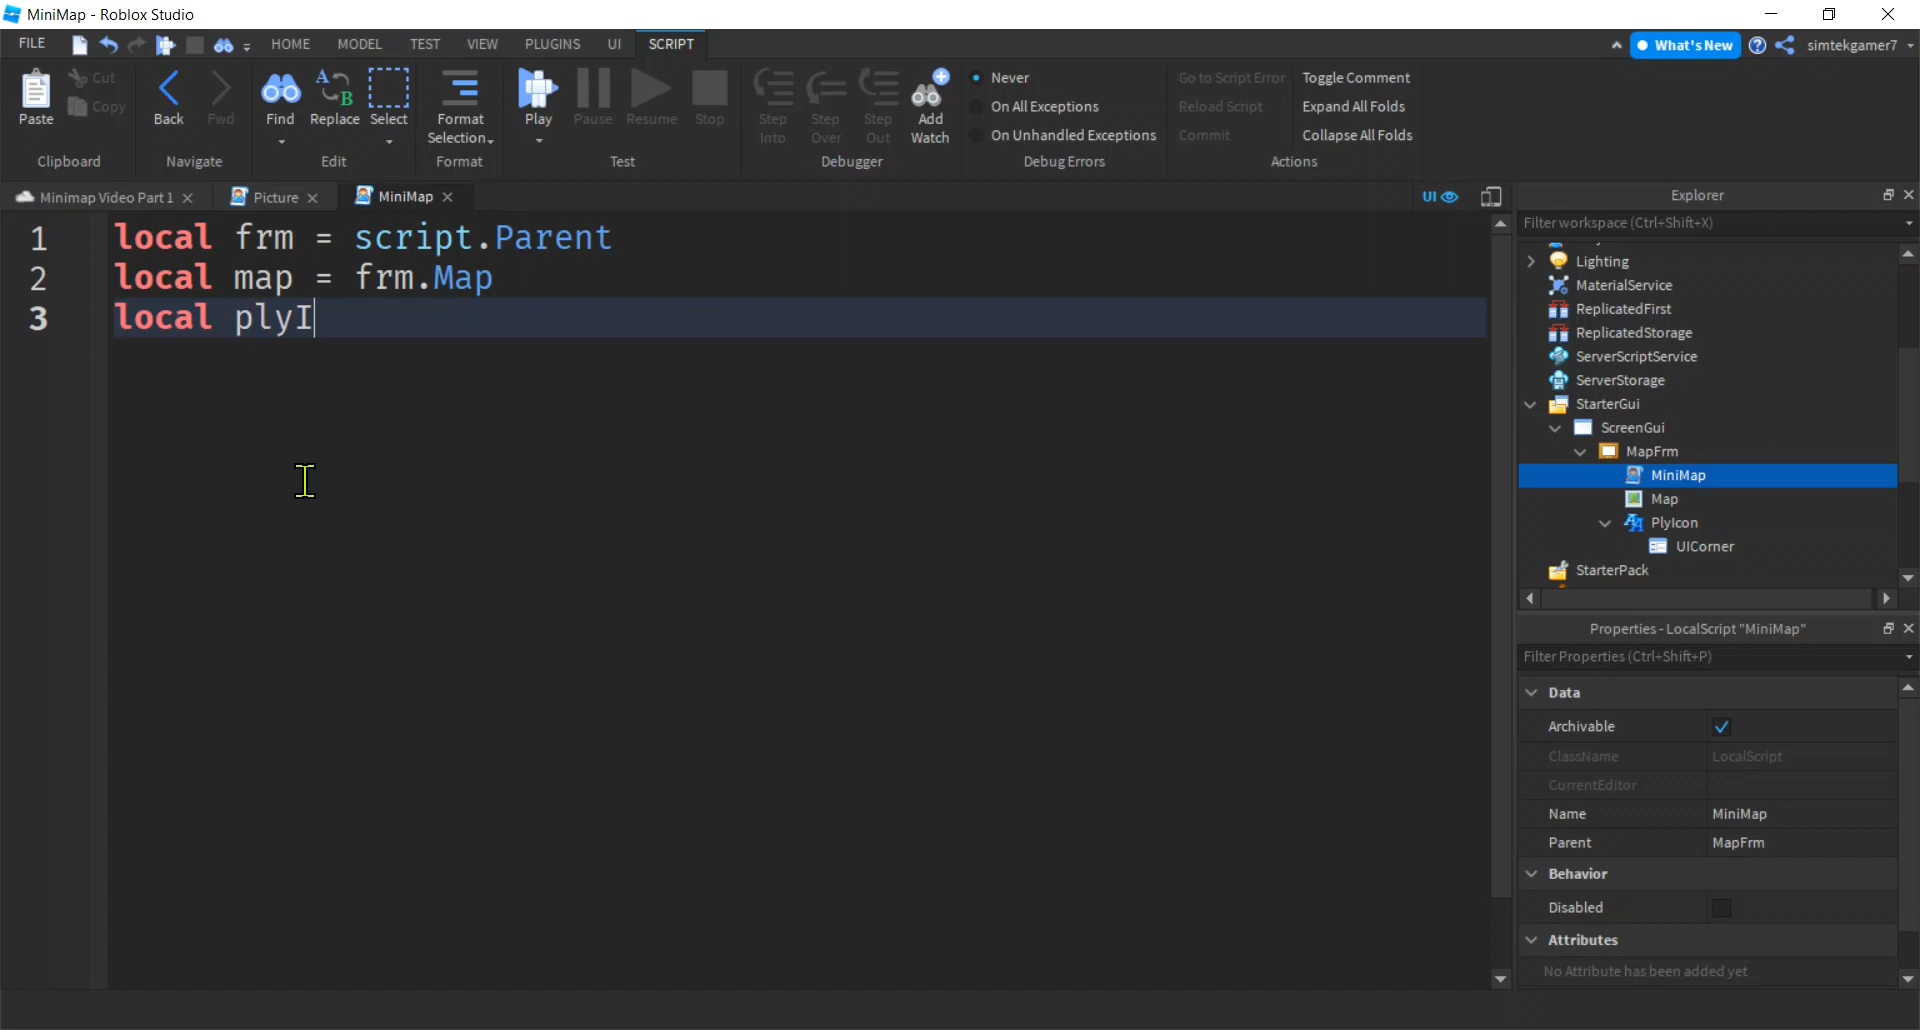 MiniMap - Roblox Studio
FILE HOME MODEL TEST VIEW PLUGINS UI SCRIPT What's New simtekgamer7
Paste Cut Copy
Clipboard
Back Fwd
Navigate
Find Replace Select
Edit
Format Selection
Format
Play Pause Resume Stop
Test
Step Into Step Over Step Out Add Watch
Debugger
Never
On All Exceptions
On Unhandled Exceptions
Debug Errors
Go to Script Error Toggle Comment
Reload Script Expand All Folds
Commit Collapse All Folds
Actions
Minimap Video Part 1 Picture MiniMap UI
1 local frm = script.Parent
2 local map = frm.Map
3 local plyI
Explorer
Filter workspace (Ctrl+Shift+X)
Lighting
MaterialService
ReplicatedFirst
ReplicatedStorage
ServerScriptService
ServerStorage
StarterGui
ScreenGui
MapFrm
MiniMap
Map
PlyIcon
UICorner
StarterPack
Properties - LocalScript "MiniMap"
Filter Properties (Ctrl+Shift+P)
Data
Archivable
ClassName LocalScript
CurrentEditor
Name MiniMap
Parent MapFrm
Behavior
Disabled
Attributes
No Attribute has been added yet